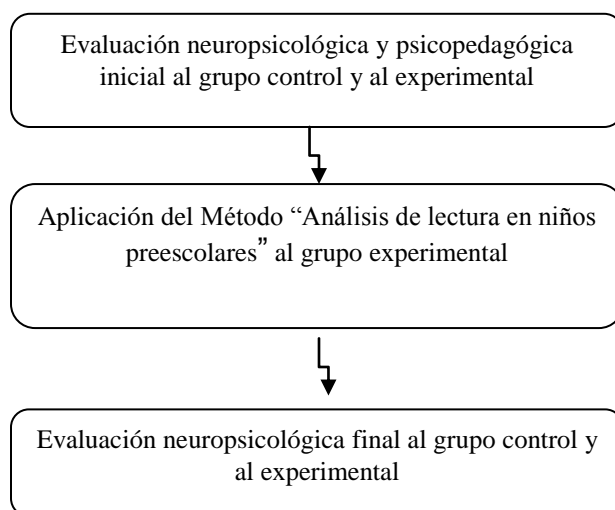 Evaluación neuropsicológica y psicopedagógica
inicial al grupo control y al experimental
Aplicación del Método “Análisis de lectura en niños
preescolares” al grupo experimental
Evaluación neuropsicológica final al grupo control y
al experimental